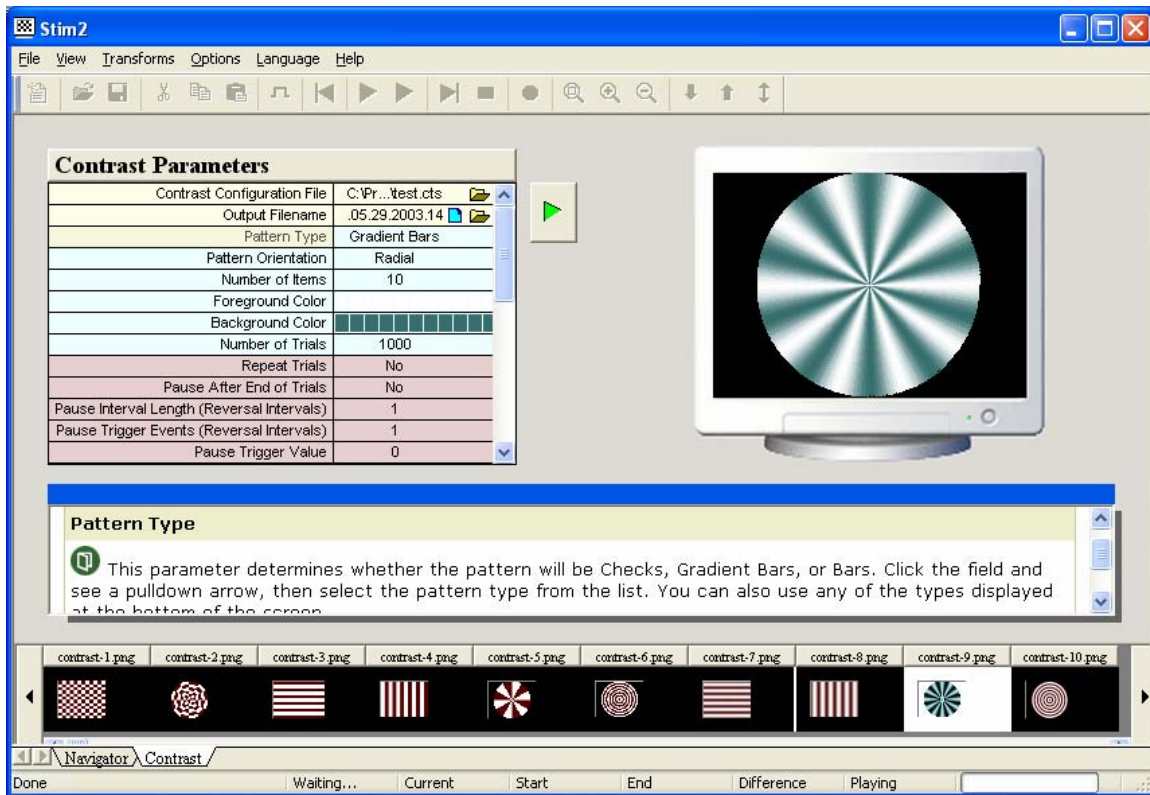 Stim2
File View Transforms Options Language Help
Contrast Parameters
Contrast Configuration File C:\Pr...\test.cts
Output Filename .05.29.2003.14
Pattern Type Gradient Bars
Pattern Orientation Radial
Number of Items 10
Foreground Color
Background Color
Number of Trials 1000
Repeat Trials No
Pause After End of Trials No
Pause Interval Length (Reversal Intervals) 1
Pause Trigger Events (Reversal Intervals) 1
Pause Trigger Value 0
Pattern Type
This parameter determines whether the pattern will be Checks, Gradient Bars, or Bars. Click the field and
see a pulldown arrow, then select the pattern type from the list. You can also use any of the types displayed
at the bottom of the screen
contrast-1.png contrast-2.png contrast-3.png contrast-4.png contrast-5.png contrast-6.png contrast-7.png contrast-8.png contrast-9.png contrast-10.png
Navigator Contrast
Done Waiting... Current Start End Difference Playing